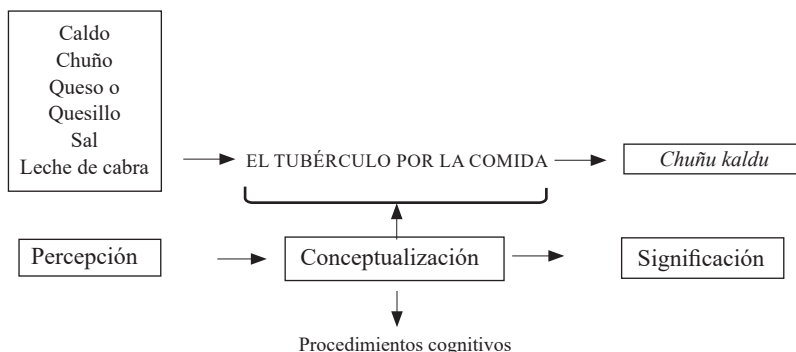 Caldo
Chuño
Queso o
Quesillo
Sal
Leche de cabra
EL TUBÉRCULO POR LA COMIDA
Chuñu kaldu
Percepción
Conceptualización
Significación
Procedimientos cognitivos